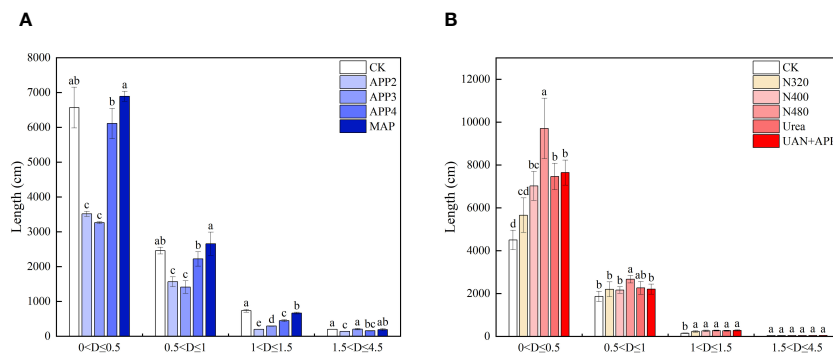 A
8000
7000
6000
5000
4000
3000
2000
1000
0
Length (cm)
ab
c
c
b
a
ab
c
c
b
a
a
e
d
c
b
a
c
a
bc
ab
CK
APP2
APP3
APP4
MAP
0<D≤0.5
0.5<D≤1
1<D≤1.5
1.5<D≤4.5
B
12000
10000
8000
6000
4000
2000
0
Length (cm)
d
cd
bc
a
b
b
b
b
b
a
ab
b
b
a
a
a
a
a
a
a
a
a
a
a
CK
N320
N400
N480
Urea
UAN+APP
0<D≤0.5
0.5<D≤1
1<D≤1.5
1.5<D≤4.5